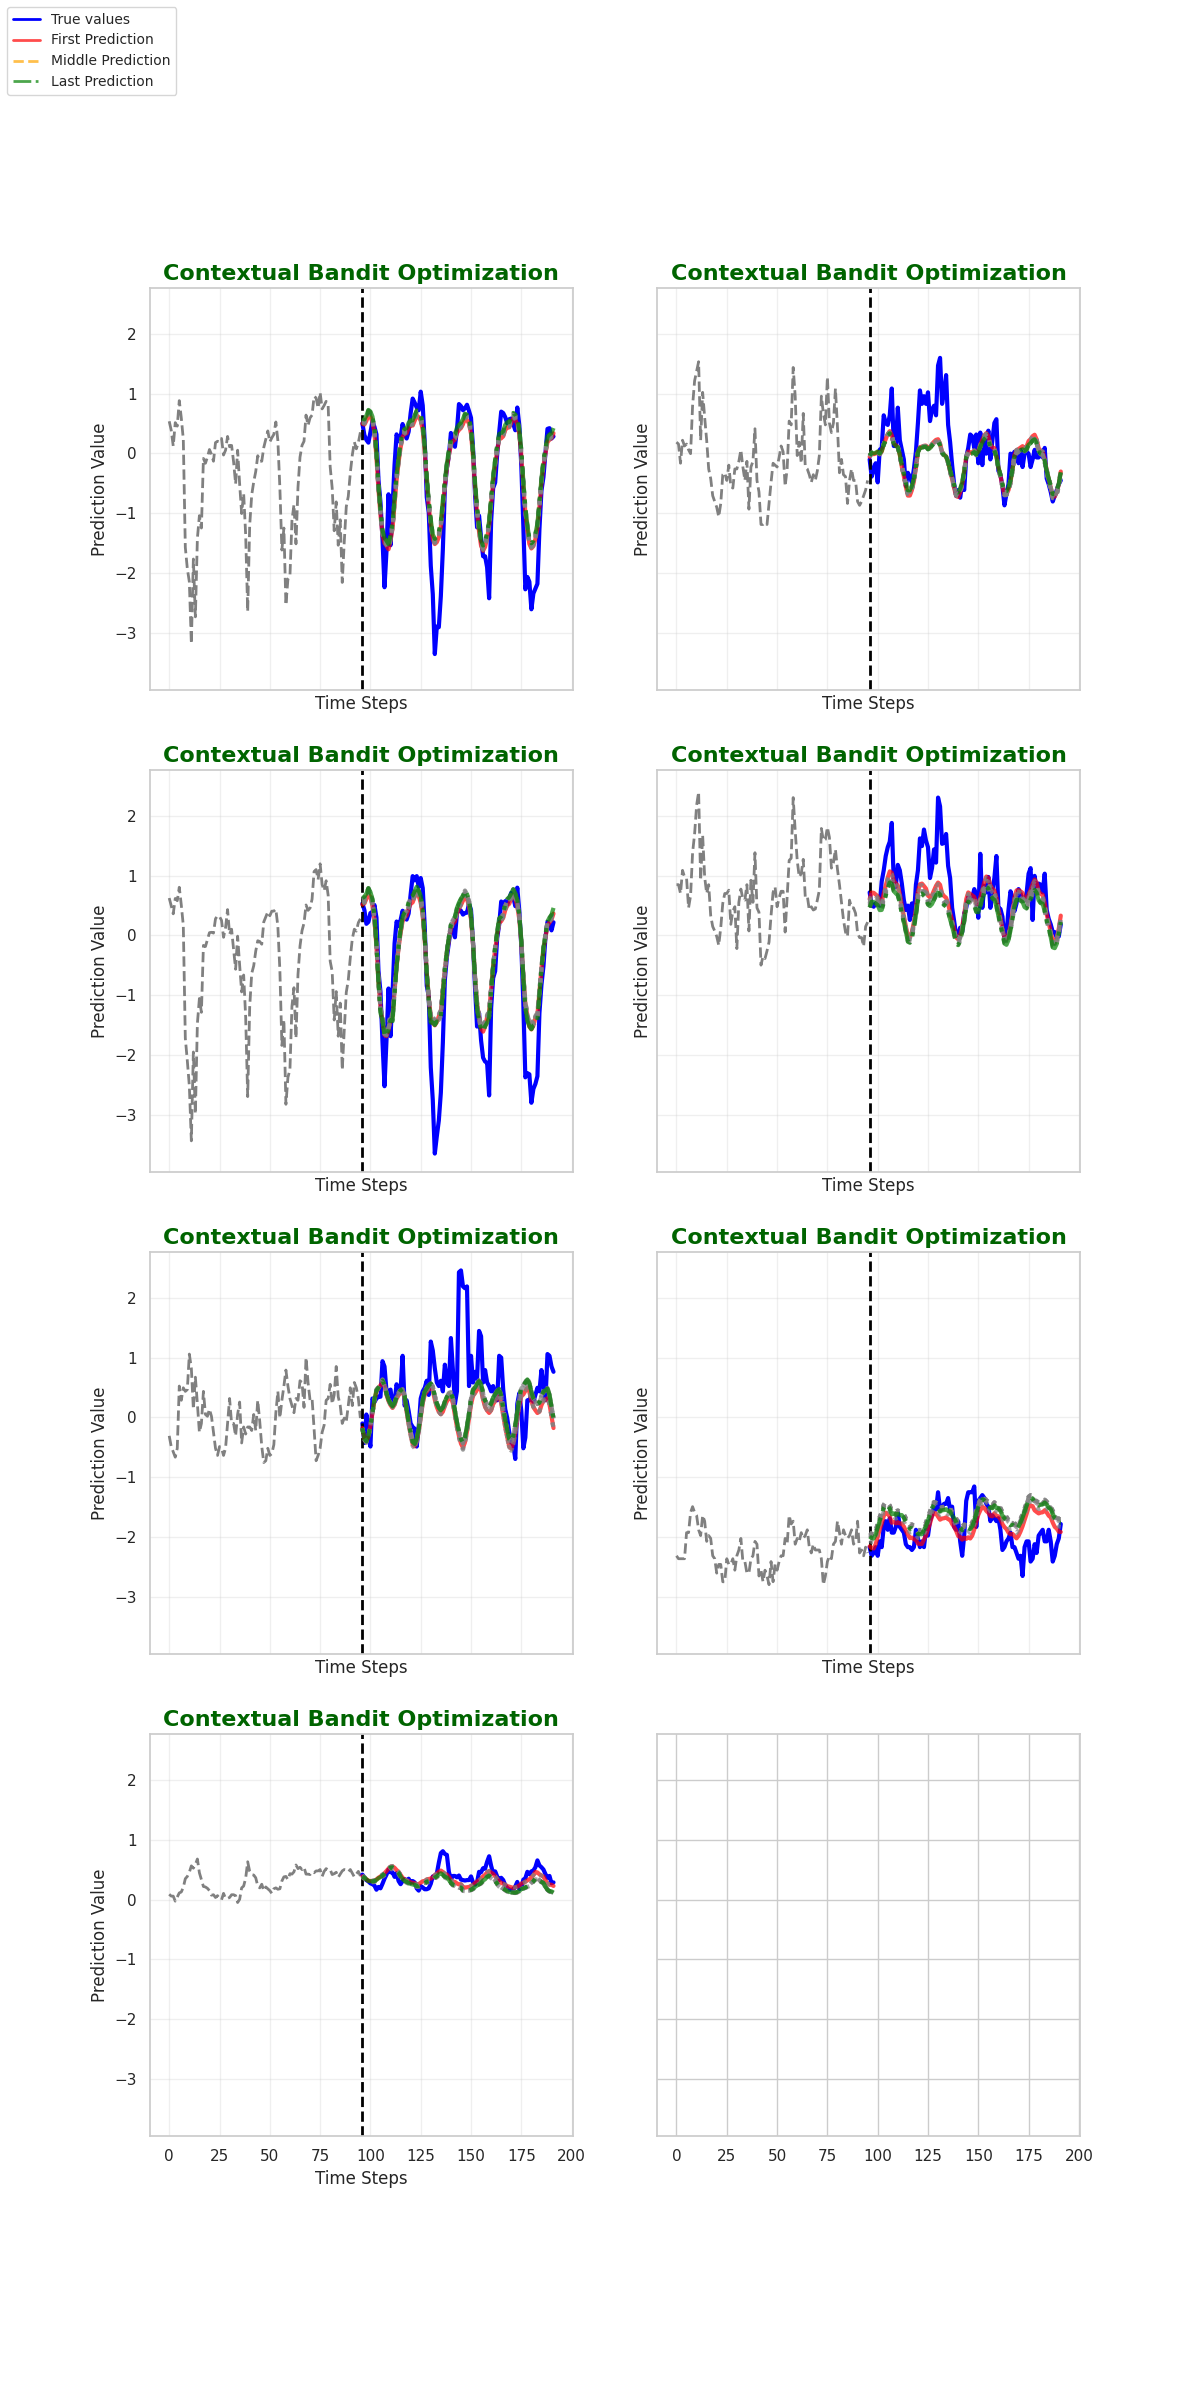 True values
First Prediction
Middle Prediction
Last Prediction
Contextual Bandit Optimization
Contextual Bandit Optimization
2
1
0
−1
−2
−3
Prediction Value
Prediction Value
Time Steps
Time Steps
Contextual Bandit Optimization
Contextual Bandit Optimization
2
1
0
−1
−2
−3
Prediction Value
Prediction Value
Time Steps
Time Steps
Contextual Bandit Optimization
Contextual Bandit Optimization
2
1
0
−1
−2
−3
Prediction Value
Prediction Value
Time Steps
Time Steps
Contextual Bandit Optimization
2
1
0
−1
−2
−3
Prediction Value
0 25 50 75 100 125 150 175 200
0 25 50 75 100 125 150 175 200
Time Steps